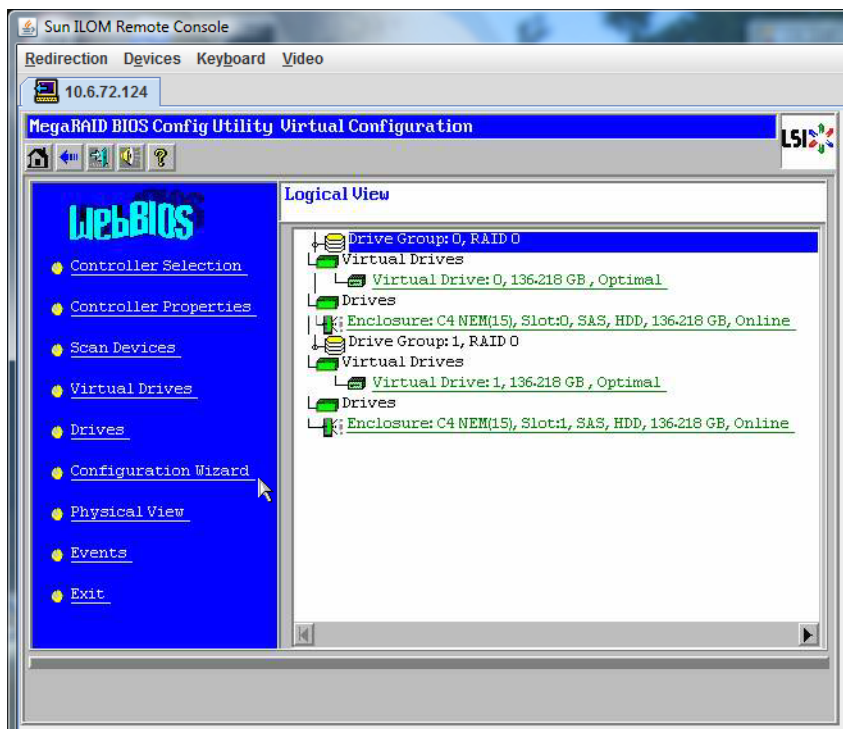 Sun ILOM Remote Console
Redirection Devices Keyboard Video
10.6.72.124
MegaRAID BIOS Config Utility Virtual Configuration
LSI
?
WebBIOS
Logical View
Controller Selection
Controller Properties
Scan Devices
Virtual Drives
Drives
Configuration Wizard
Physical View
Events
Exit
Drive Group: 0, RAID 0
Virtual Drives
Virtual Drive: 0, 136.218 GB, Optimal
Drives
Enclosure: C4 NEM(15), Slot:0, SAS, HDD, 136.218 GB, Online
Drive Group: 1, RAID 0
Virtual Drives
Virtual Drive: 1, 136.218 GB, Optimal
Drives
Enclosure: C4 NEM(15), Slot:1, SAS, HDD, 136.218 GB, Online